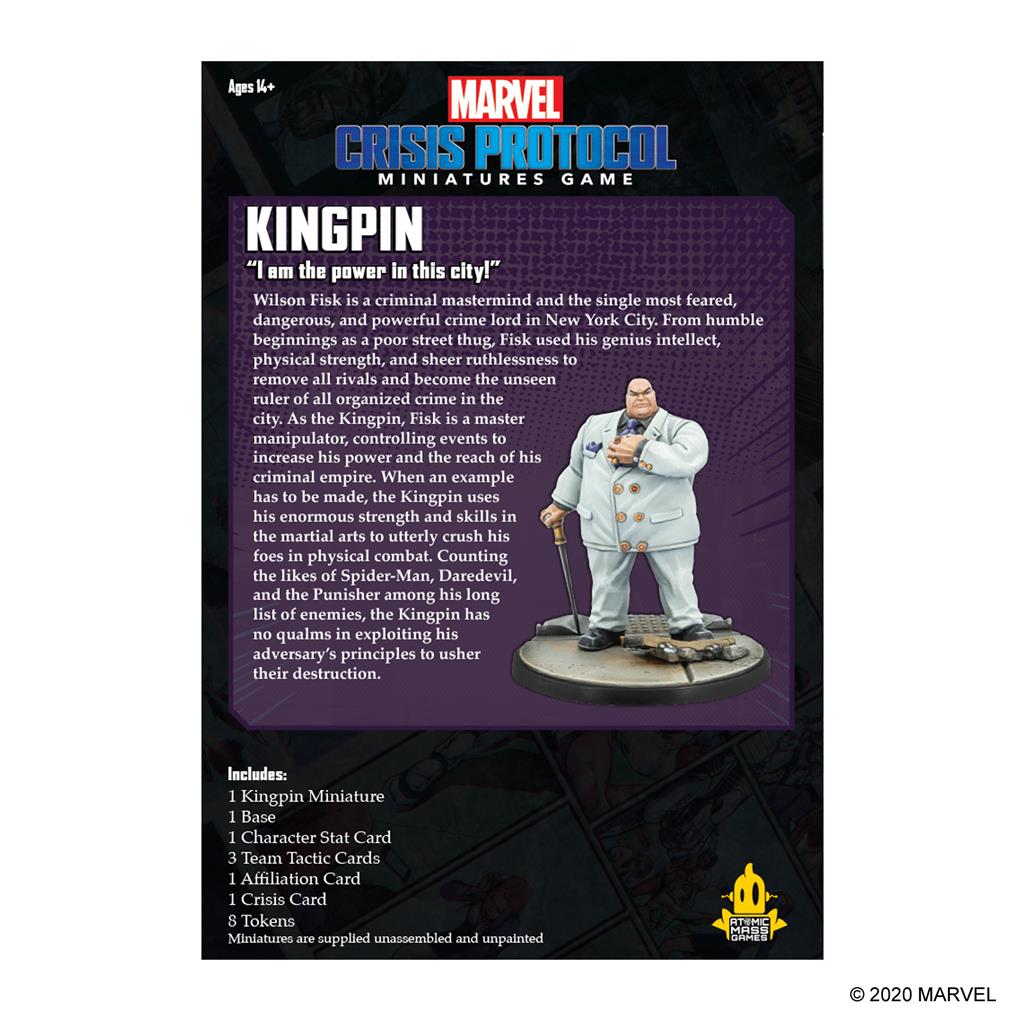 Ages 14+
MARVEL
CRISIS PROTOCOL
MINIATURES GAME
KINGPIN
“I am the power in this city!”
Wilson Fisk is a criminal mastermind and the single most feared,
dangerous, and powerful crime lord in New York City. From humble
beginnings as a poor street thug, Fisk used his genius intellect,
physical strength, and sheer ruthlessness to
remove all rivals and become the unseen
ruler of all organized crime in the
city. As the Kingpin, Fisk is a master
manipulator, controlling events to
increase his power and the reach of his
criminal empire. When an example
has to be made, the Kingpin uses
his enormous strength and skills in
the martial arts to utterly crush his
foes in physical combat. Counting
the likes of Spider-Man, Daredevil,
and the Punisher among his long
list of enemies, the Kingpin has
no qualms in exploiting his
adversary’s principles to usher
their destruction.
Includes:
1 Kingpin Miniature
1 Base
1 Character Stat Card
3 Team Tactic Cards
1 Affiliation Card
1 Crisis Card
8 Tokens
Miniatures are supplied unassembled and unpainted
ATOMIC
MASS
GAMES
© 2020 MARVEL